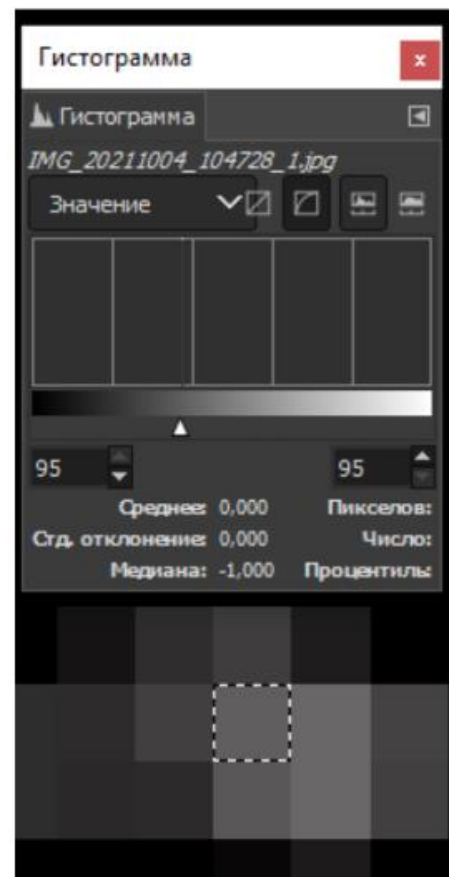 Гистограмма x
Гистограмма
IMG_20211004_104728_1.jpg
Значение
95 95
Среднее: 0,000 Пикселов:
Стд. отклонение: 0,000 Число:
Медиана: -1,000 Процентиль: